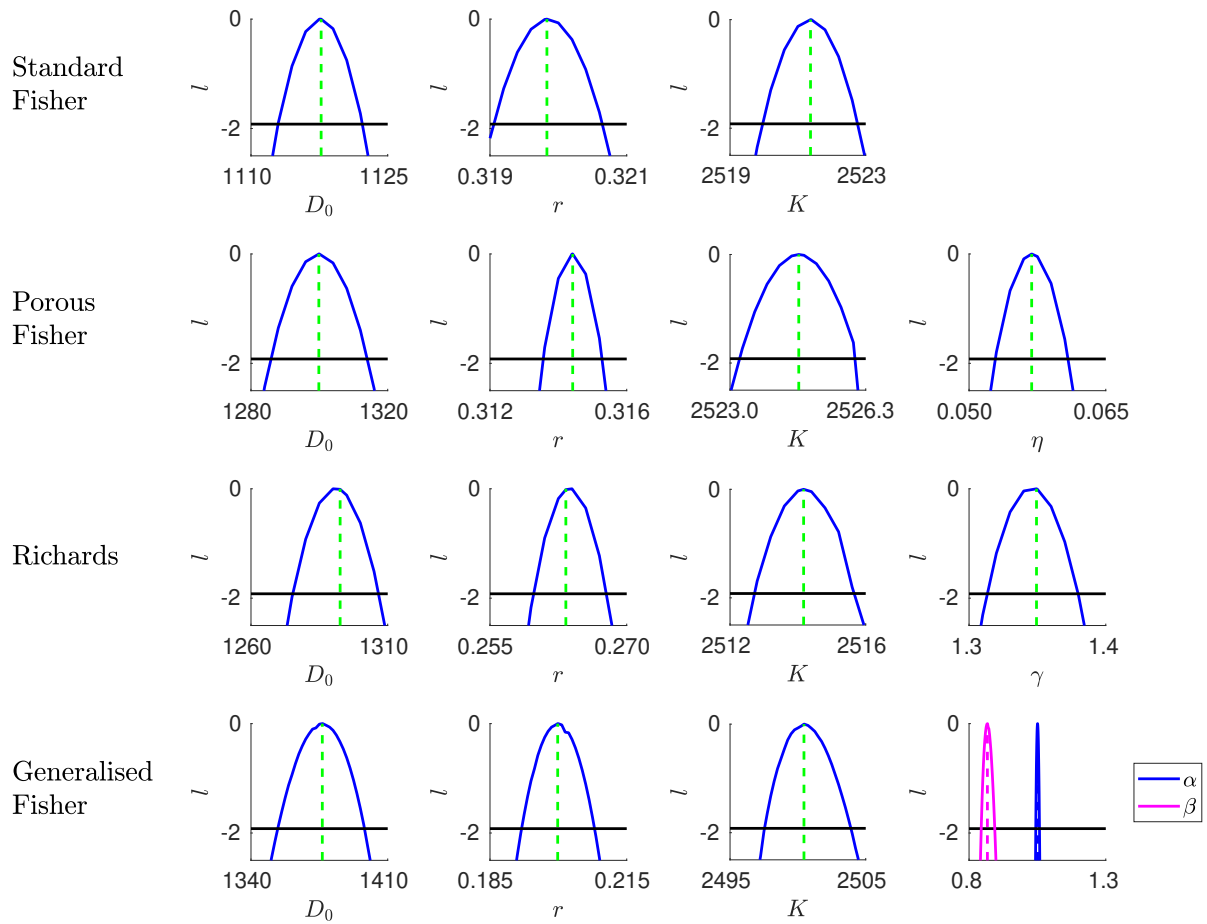 Standard
Fisher
0
-2
l
1110 1125
D₀
0
-2
l
0.319 0.321
r
0
-2
l
2519 2523
K
Porous
Fisher
0
-2
l
1280 1320
D₀
0
-2
l
0.312 0.316
r
0
-2
l
2523.0 2526.3
K
0
-2
l
0.050 0.065
η
Richards
0
-2
l
1260 1310
D₀
0
-2
l
0.255 0.270
r
0
-2
l
2512 2516
K
0
-2
l
1.3 1.4
γ
Generalised
Fisher
0
-2
l
1340 1410
D₀
0
-2
l
0.185 0.215
r
0
-2
l
2495 2505
K
0
-2
l
0.8 1.3
α
β